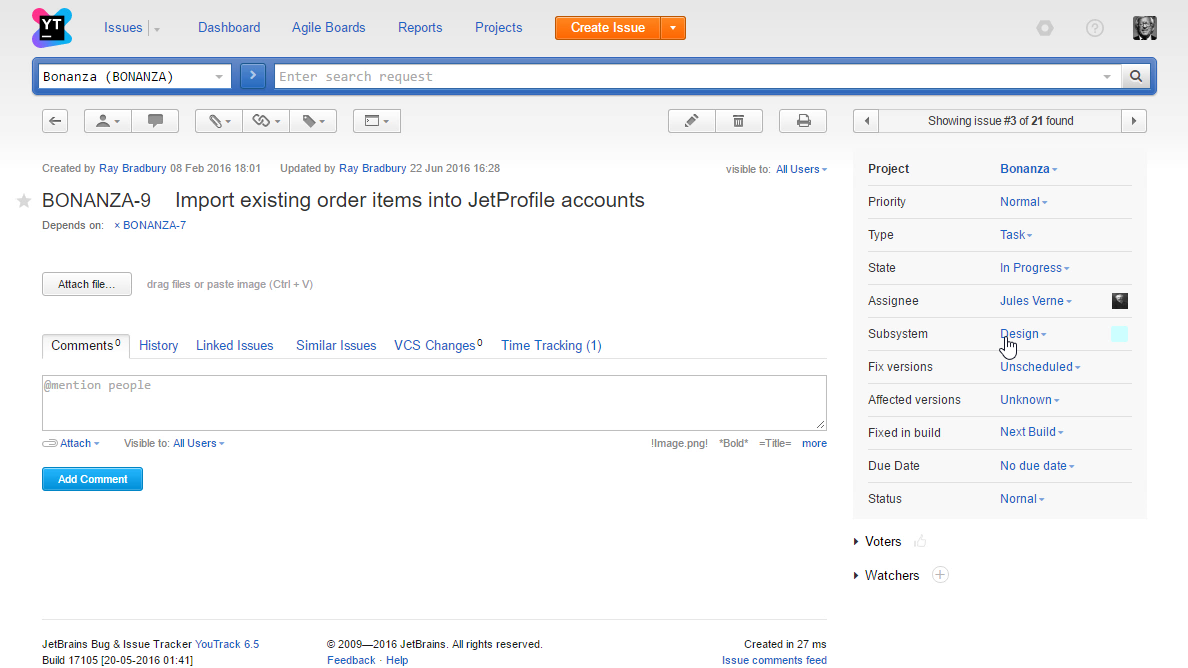 YT
Issues Dashboard Agile Boards Reports Projects Create Issue
Bonanza (BONANZA) Enter search request
Showing issue #3 of 21 found
Created by Ray Bradbury 08 Feb 2016 18:01 Updated by Ray Bradbury 22 Jun 2016 16:28 visible to: All Users
BONANZA-9 Import existing order items into JetProfile accounts
Depends on: × BONANZA-7
Attach file... drag files or paste image (Ctrl + V)
Comments 0 History Linked Issues Similar Issues VCS Changes 0 Time Tracking (1)
@mention people
Attach Visible to: All Users !Image.png! *Bold* =Title= more
Add Comment
Project Bonanza
Priority Normal
Type Task
State In Progress
Assignee Jules Verne
Subsystem Design
Fix versions Unscheduled
Affected versions Unknown
Fixed in build Next Build
Due Date No due date
Status Nornal
Voters
Watchers
JetBrains Bug & Issue Tracker YouTrack 6.5 © 2009—2016 JetBrains. All rights reserved. Created in 27 ms
Build 17105 [20-05-2016 01:41] Feedback · Help Issue comments feed